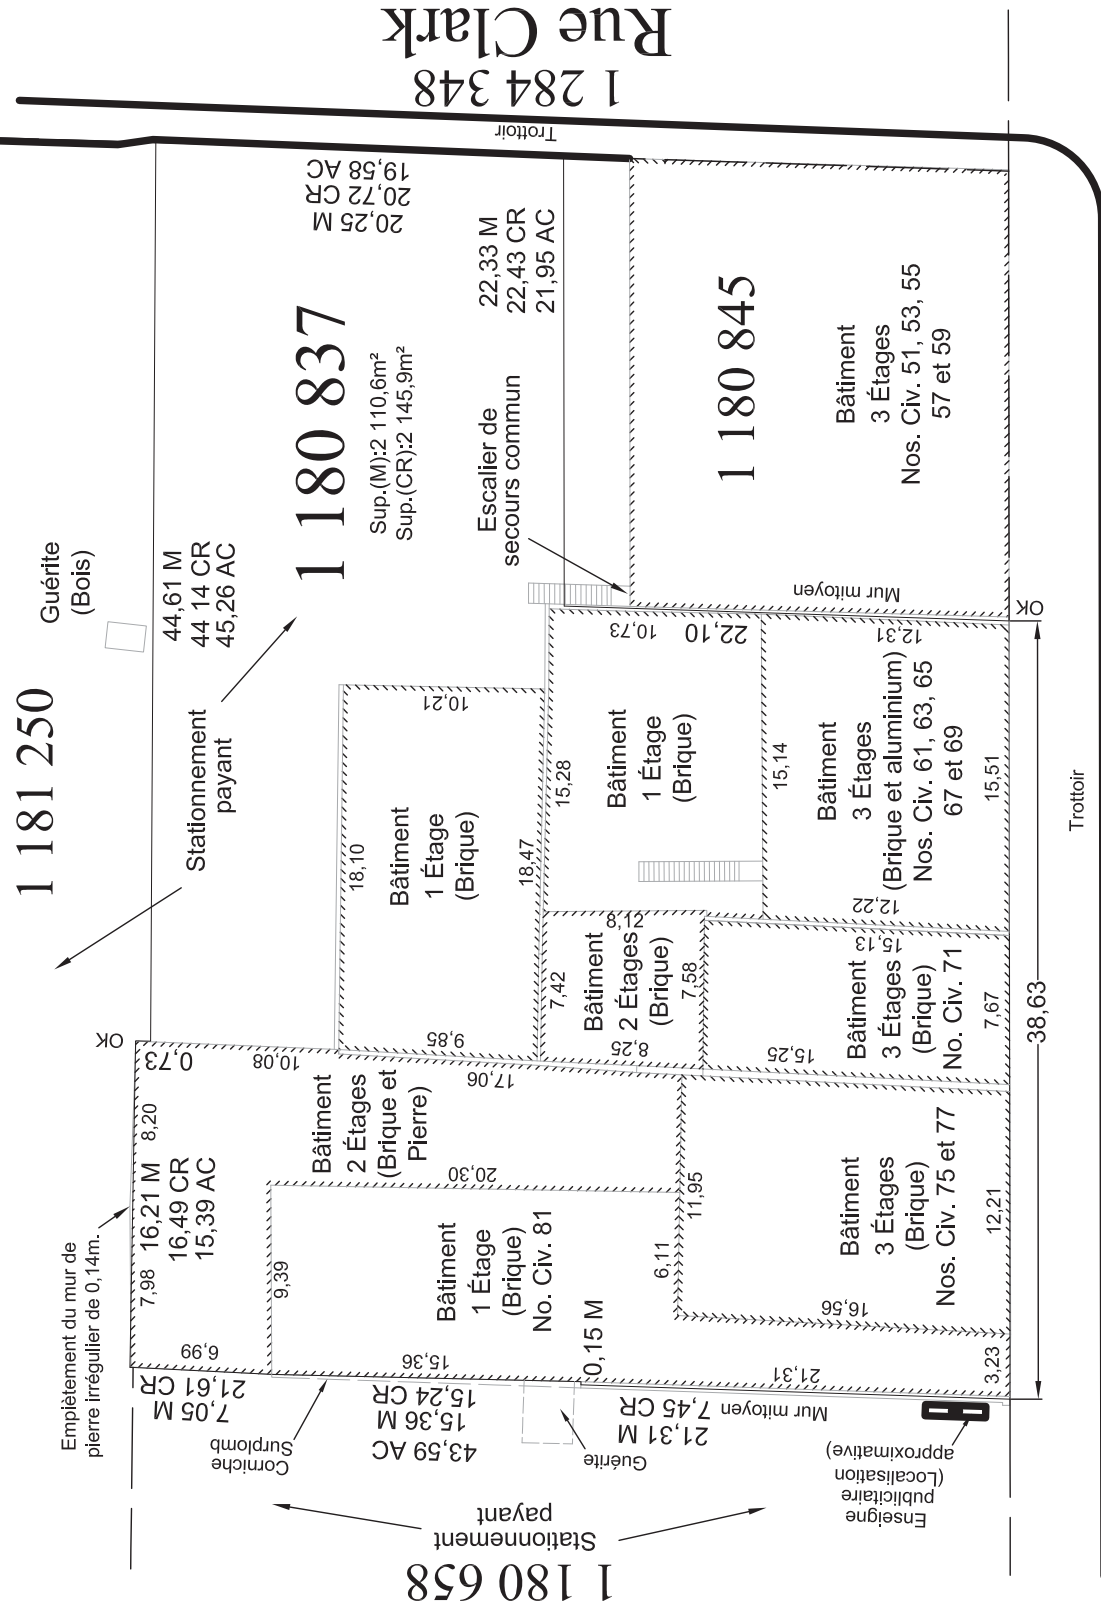 Rue Clark
1 284 348
Trottoir
20,25 M
20,72 CR
19,58 AC
22,33 M
22,43 CR
21,95 AC
1 180 837
Sup.(M):2 110,6m²
Sup.(CR):2 145,9m²
1 180 845
Bâtiment
3 Étages
Nos. Civ. 51, 53, 55
57 et 59
Escalier de
secours commun
Guérite
(Bois)
44,61 M
44 14 CR
45,26 AC
Mur mitoyen
OK
1 181 250
Stationnement
payant
10,21
10,73
22,10
12,31
Bâtiment
1 Étage
(Brique)
18,10
18,47
Bâtiment
1 Étage
(Brique)
15,28
15,14
Bâtiment
3 Étages
(Brique et aluminium)
Nos. Civ. 61, 63, 65
67 et 69
15,51
12,22
Trottoir
8,12
Bâtiment
2 Étages
(Brique)
7,42
7,58
8,25
15,13
Bâtiment
3 Étages
(Brique)
No. Civ. 71
7,67
15,25
38,63
OK
0,73
10,08
9,85
17,06
8,20
16,21 M
16,49 CR
15,39 AC
7,98
Bâtiment
2 Étages
(Brique et
Pierre)
20,30
11,95
Bâtiment
3 Étages
(Brique)
Nos. Civ. 75 et 77
12,21
16,56
Empiètement du mur de
pierre irrégulier de 0,14m.
9,39
Bâtiment
1 Étage
(Brique)
No. Civ. 81
6,11
0,15 M
6,99
15,36
21,31
3,23
7,05 M
21,61 CR
Corniche
Surplomb
43,59 AC
15,36 M
15,24 CR
Guérite
21,31 M
7,45 CR
Mur mitoyen
Enseigne
publicitaire
(Localisation
approximative)
Stationnement
payant
1 180 658